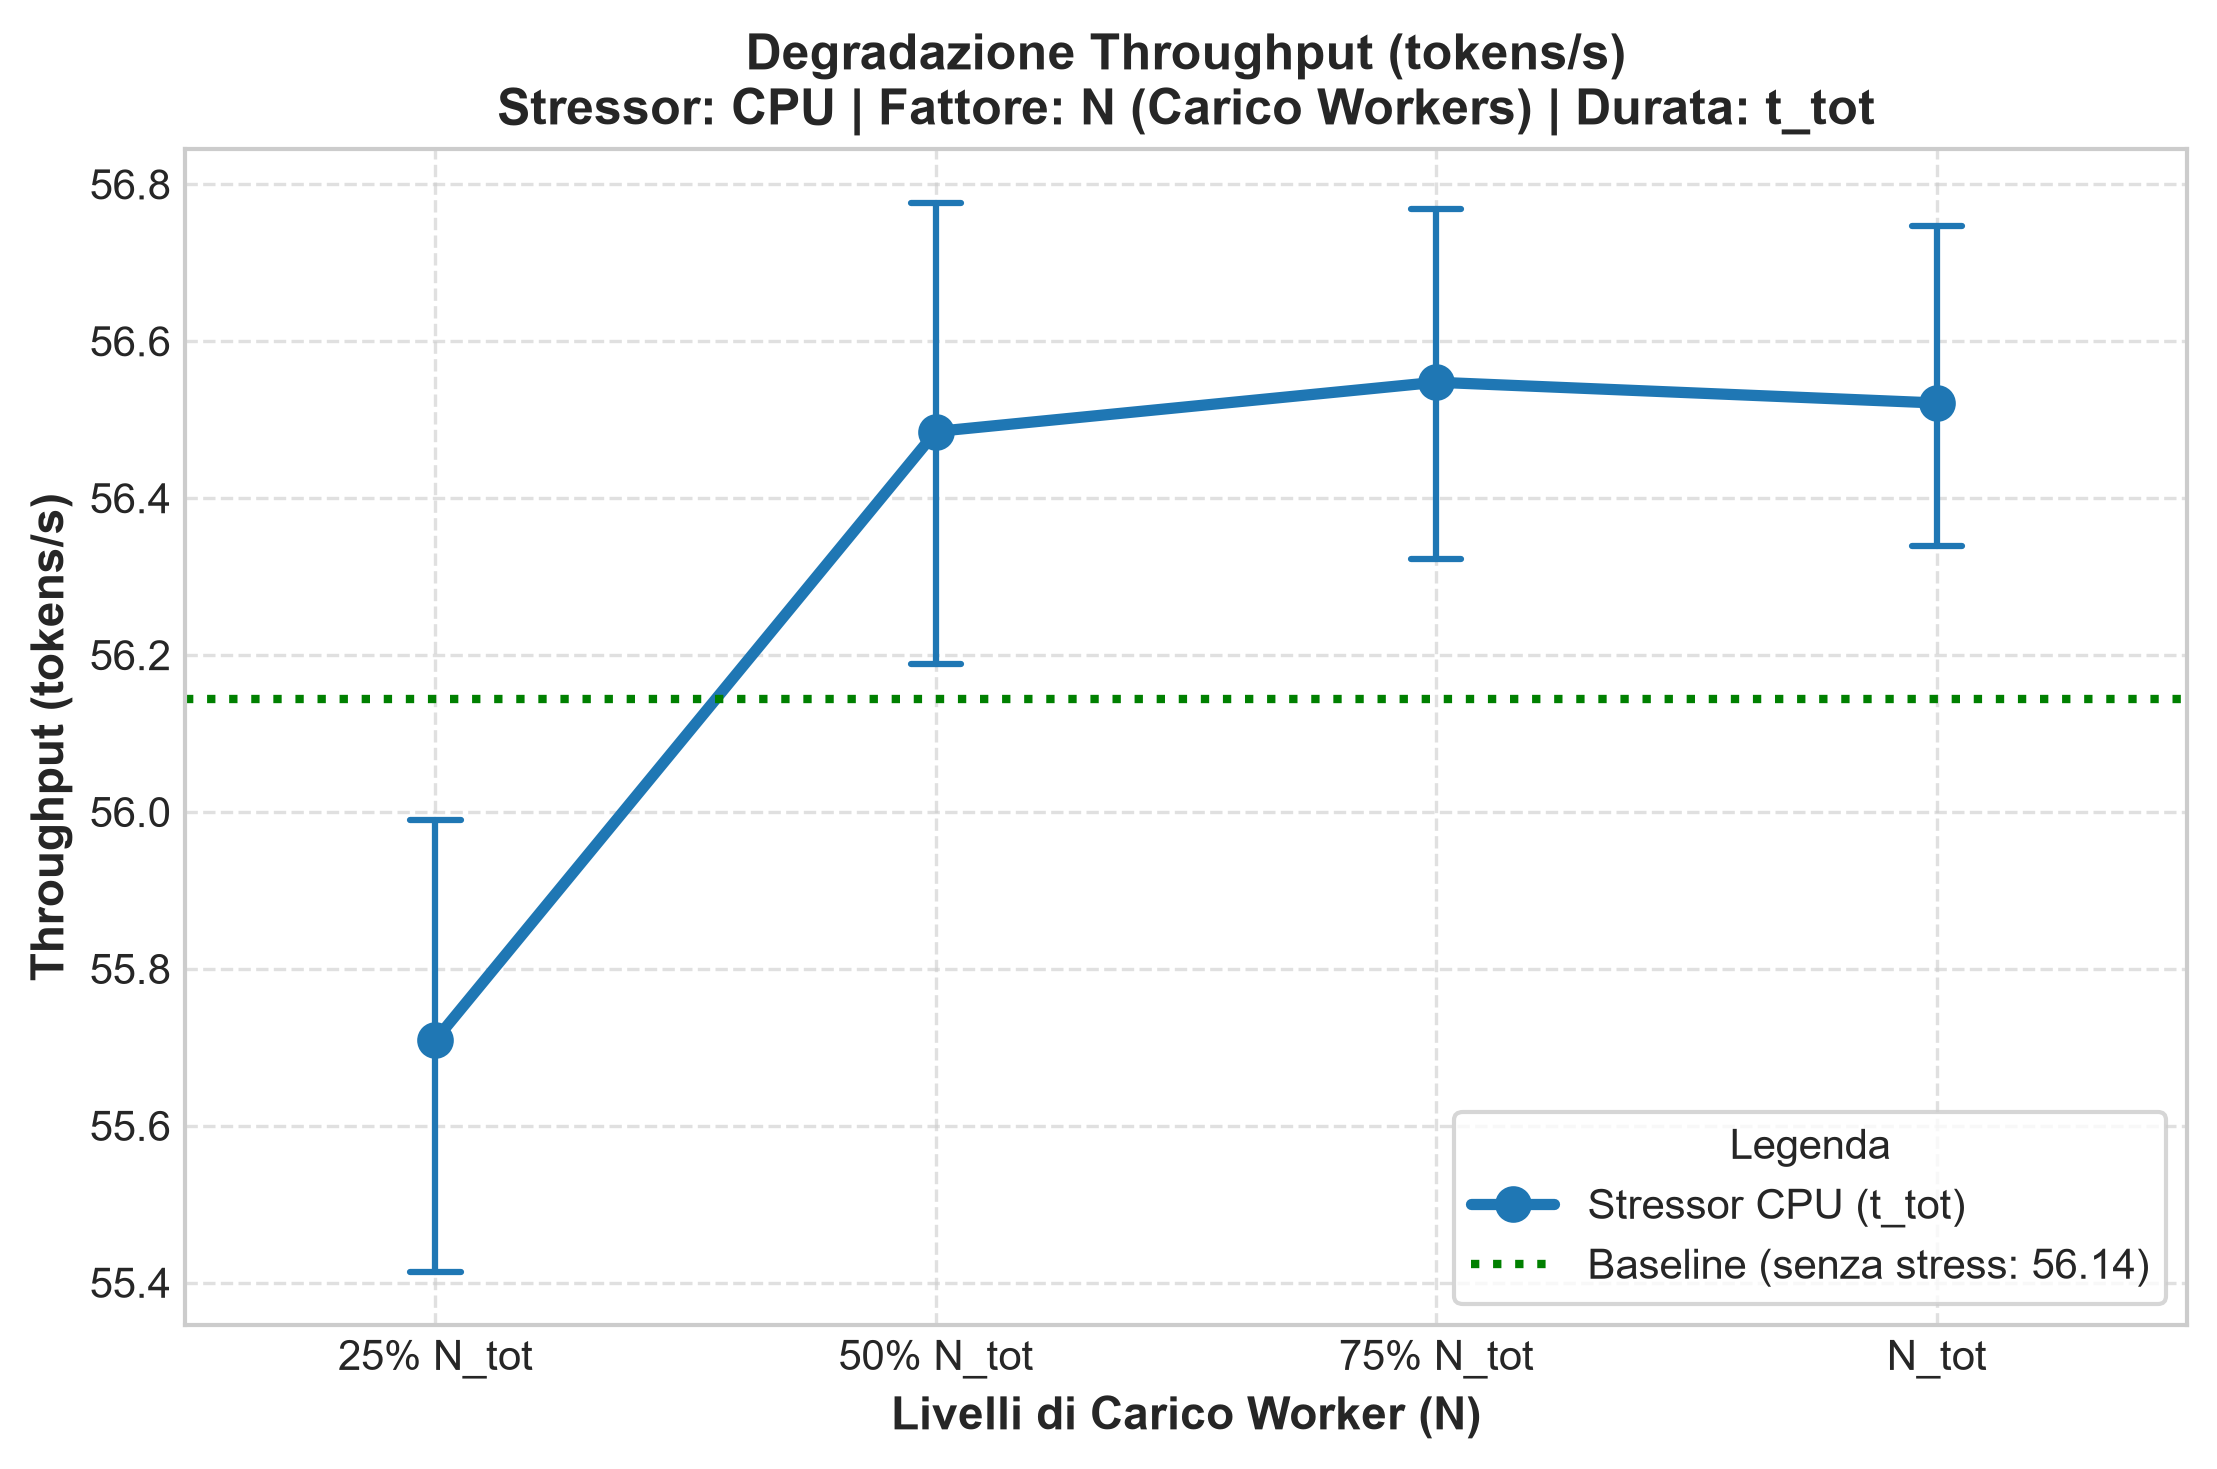 Degradazione Throughput (tokens/s)
Stressor: CPU | Fattore: N (Carico Workers) | Durata: t_tot
Throughput (tokens/s)
56.8
56.6
56.4
56.2
56.0
55.8
55.6
55.4
Legenda
Stressor CPU (t_tot)
Baseline (senza stress: 56.14)
25% N_tot
50% N_tot
75% N_tot
N_tot
Livelli di Carico Worker (N)